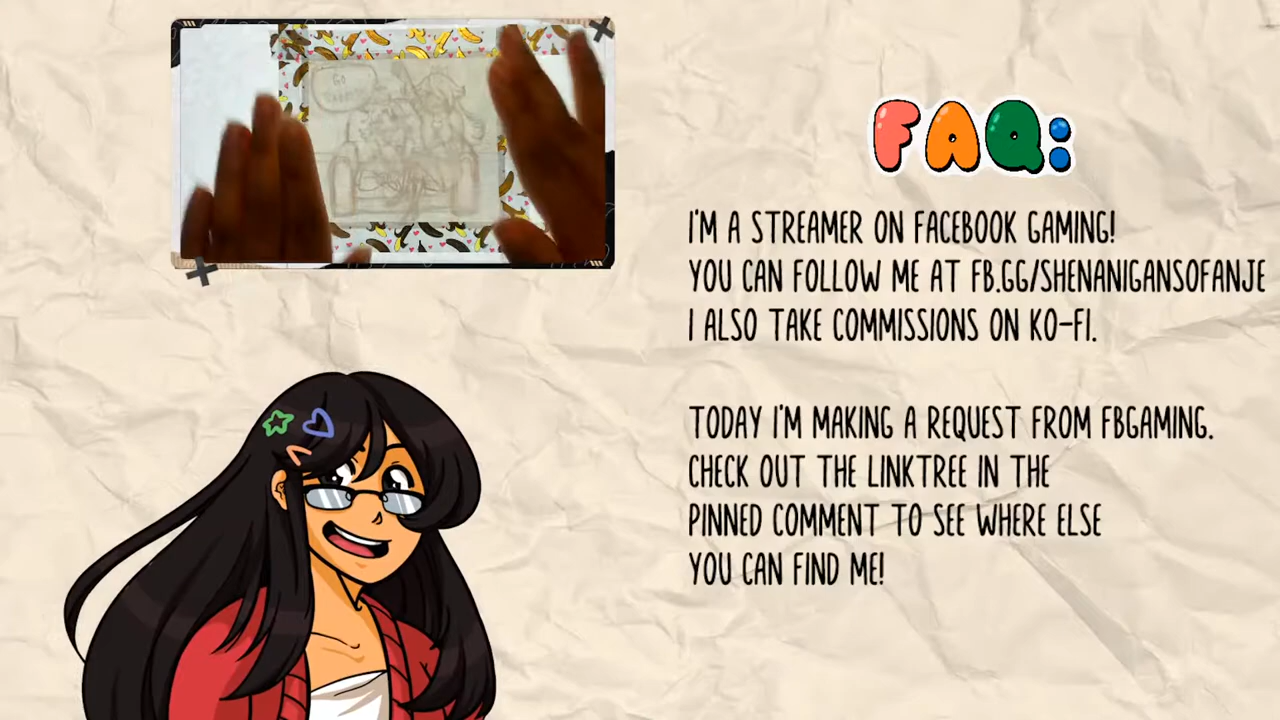 FAQ:
I'M A STREAMER ON FACEBOOK GAMING!
YOU CAN FOLLOW ME AT FB.GG/SHENANIGANSOFANJE
I ALSO TAKE COMMISSIONS ON KO-FI.
TODAY I'M MAKING A REQUEST FROM FBGAMING.
CHECK OUT THE LINKTREE IN THE
PINNED COMMENT TO SEE WHERE ELSE
YOU CAN FIND ME!